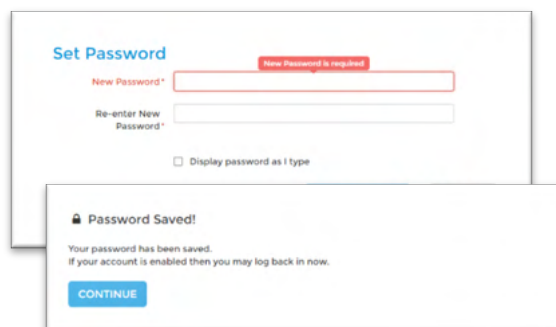 Set Password
New Password is required
New Password*
Re-enter New
Password*
Display password as I type
Password Saved!
Your password has been saved.
If your account is enabled then you may log back in now.
CONTINUE